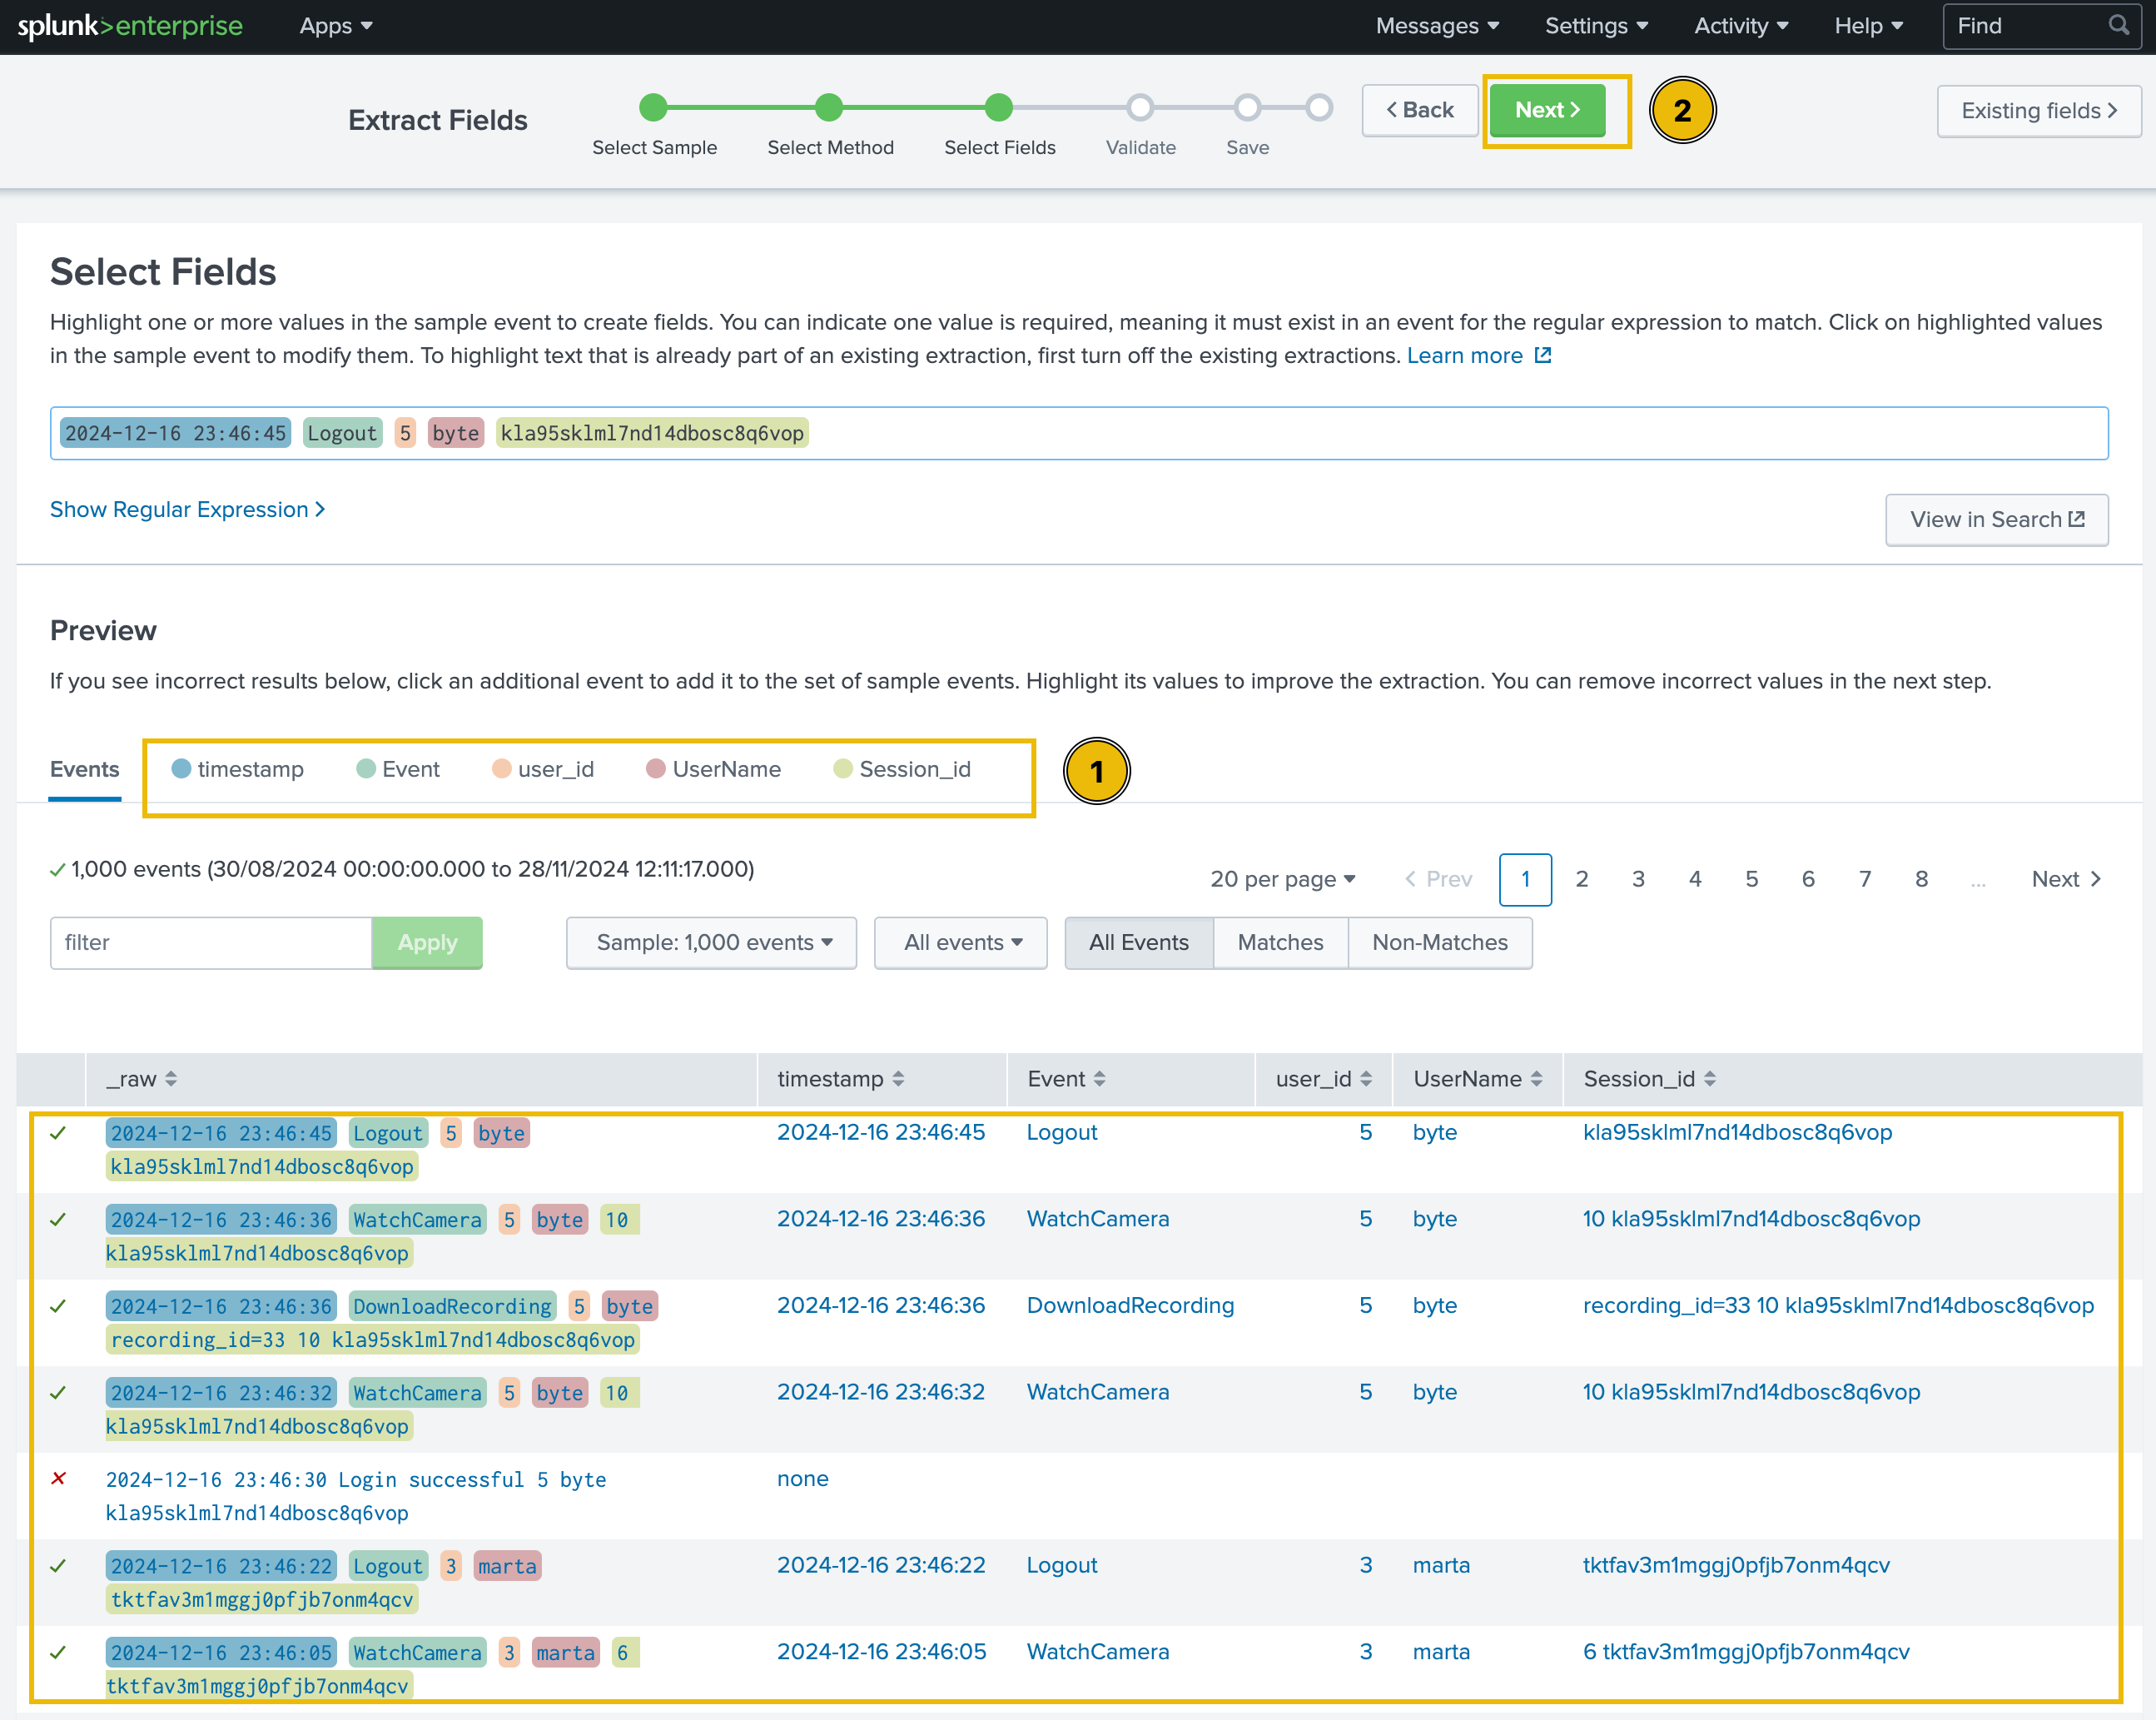 splunk>enterprise Apps Messages Settings Activity Help Find
Extract Fields
Select Sample Select Method Select Fields Validate Save
Back Next 2 Existing fields
Select Fields
Highlight one or more values in the sample event to create fields. You can indicate one value is required, meaning it must exist in an event for the regular expression to match. Click on highlighted values
in the sample event to modify them. To highlight text that is already part of an existing extraction, first turn off the existing extractions. Learn more
2024-12-16 23:46:45 Logout 5 byte kla95sklml7nd14dbosc8q6vop
Show Regular Expression
View in Search
Preview
If you see incorrect results below, click an additional event to add it to the set of sample events. Highlight its values to improve the extraction. You can remove incorrect values in the next step.
Events timestamp Event user_id UserName Session_id 1
1,000 events (30/08/2024 00:00:00.000 to 28/11/2024 12:11:17.000)
20 per page Prev 1 2 3 4 5 6 7 8 ... Next
filter Apply Sample: 1,000 events All events All Events Matches Non-Matches
_raw timestamp Event user_id UserName Session_id
2024-12-16 23:46:45 Logout 5 byte 2024-12-16 23:46:45 Logout 5 byte kla95sklml7nd14dbosc8q6vop
kla95sklml7nd14dbosc8q6vop
2024-12-16 23:46:36 WatchCamera 5 byte 10 2024-12-16 23:46:36 WatchCamera 5 byte 10 kla95sklml7nd14dbosc8q6vop
kla95sklml7nd14dbosc8q6vop
2024-12-16 23:46:36 DownloadRecording 5 byte 2024-12-16 23:46:36 DownloadRecording 5 byte recording_id=33 10 kla95sklml7nd14dbosc8q6vop
recording_id=33 10 kla95sklml7nd14dbosc8q6vop
2024-12-16 23:46:32 WatchCamera 5 byte 10 2024-12-16 23:46:32 WatchCamera 5 byte 10 kla95sklml7nd14dbosc8q6vop
kla95sklml7nd14dbosc8q6vop
2024-12-16 23:46:30 Login successful 5 byte none
kla95sklml7nd14dbosc8q6vop
2024-12-16 23:46:22 Logout 3 marta 2024-12-16 23:46:22 Logout 3 marta tktfav3m1mggj0pfjb7onm4qcv
tktfav3m1mggj0pfjb7onm4qcv
2024-12-16 23:46:05 WatchCamera 3 marta 6 2024-12-16 23:46:05 WatchCamera 3 marta 6 tktfav3m1mggj0pfjb7onm4qcv
tktfav3m1mggj0pfjb7onm4qcv